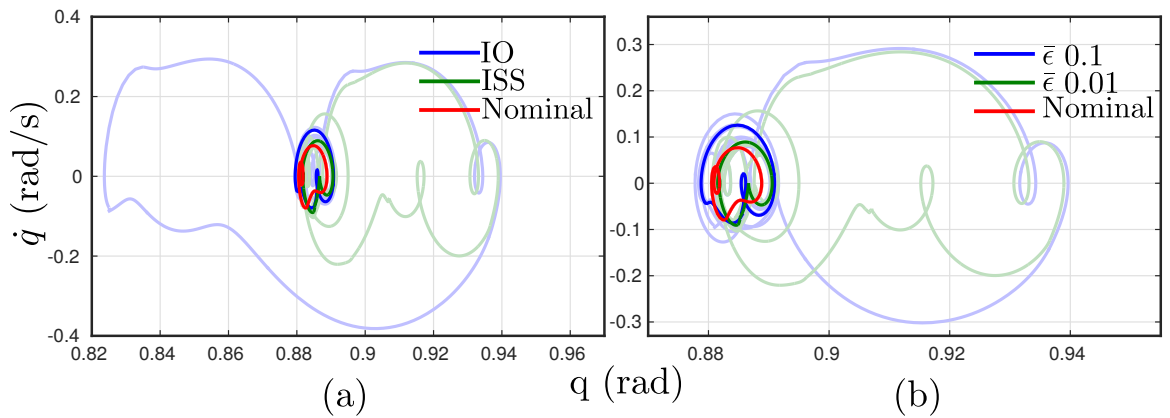 0.4
0.2
0
-0.2
-0.4
q̇ (rad/s)
IO
ISS
Nominal
0.82 0.84 0.86 0.88 0.9 0.92 0.94 0.96
(a)
0.3
0.2
0.1
0
-0.1
-0.2
-0.3
ϵ̄ 0.1
ϵ̄ 0.01
Nominal
0.88 0.9 0.92 0.94
q (rad)
(b)